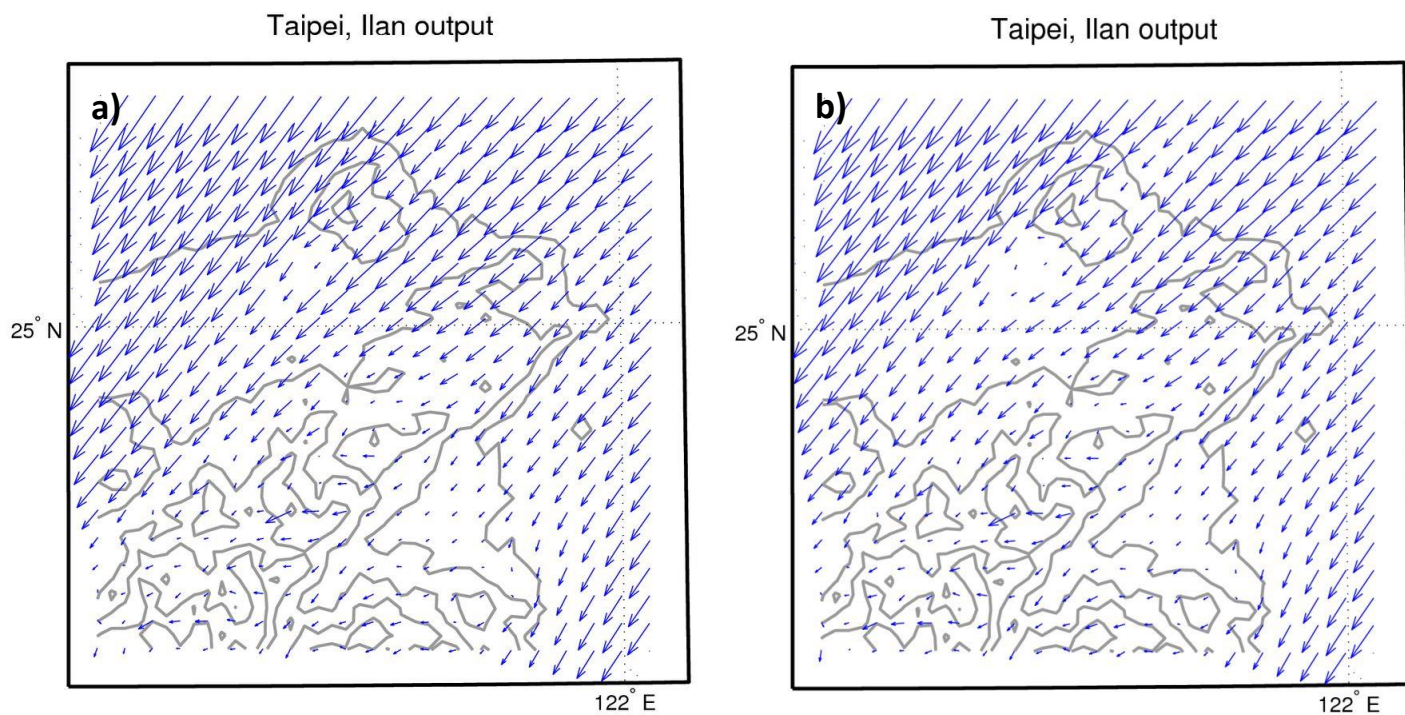 Taipei, Ilan output
a)
25° N
122° E
Taipei, Ilan output
b)
25° N
122° E